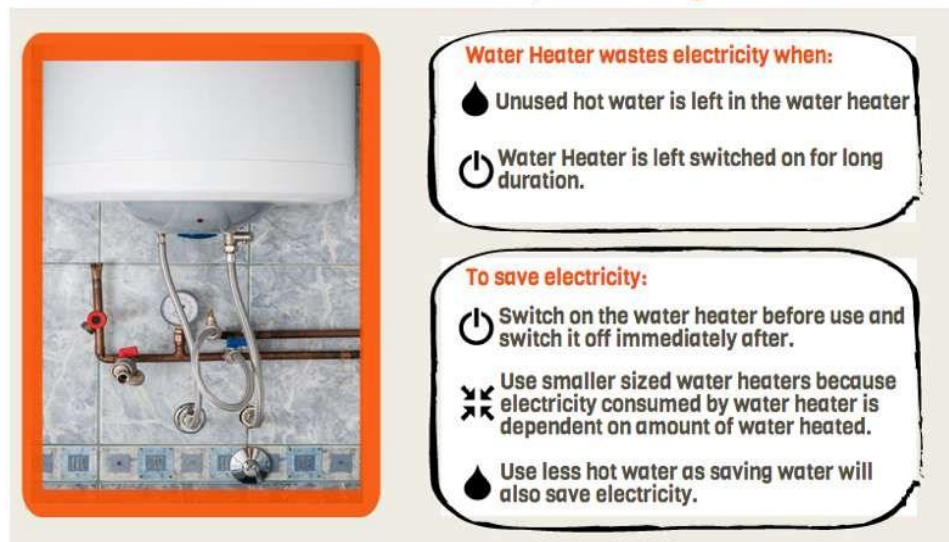 Water Heater wastes electricity when:
Unused hot water is left in the water heater
Water Heater is left switched on for long
duration.
To save electricity:
Switch on the water heater before use and
switch it off immediately after.
Use smaller sized water heaters because
electricity consumed by water heater is
dependent on amount of water heated.
Use less hot water as saving water will
also save electricity.